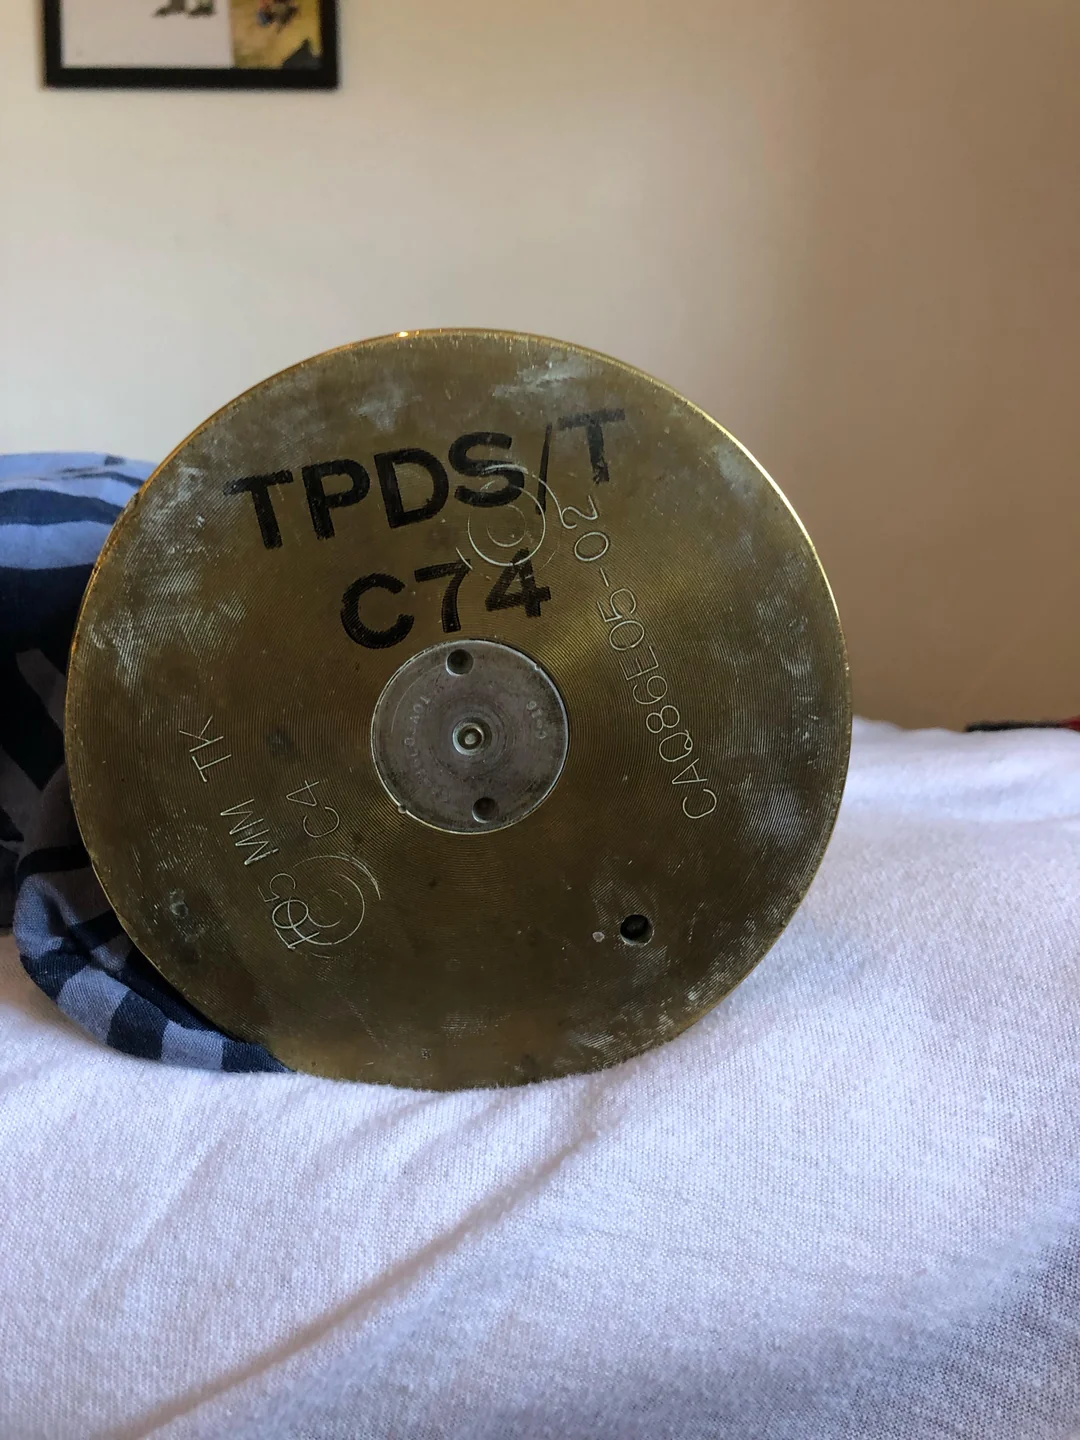 TPDS/T
C74
105 MM TK
C4
CAQ86E05-02